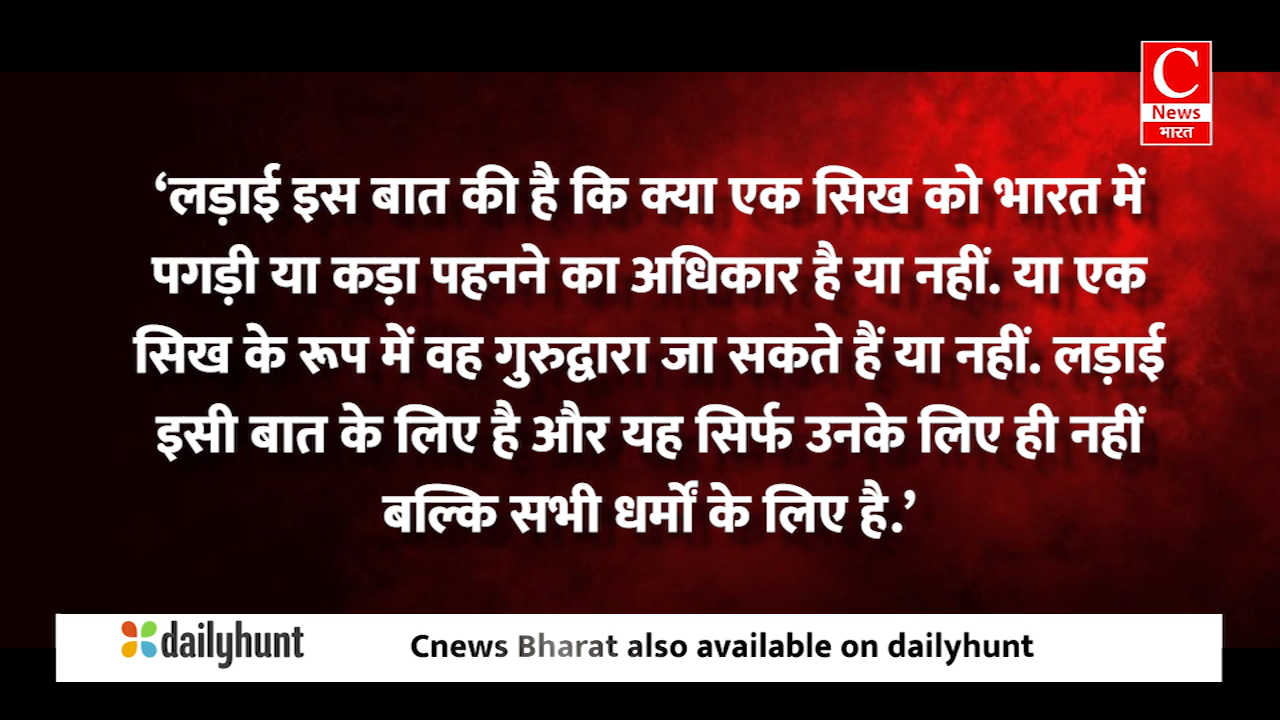 C
News
भारत
‘लड़ाई इस बात की है कि क्या एक सिख को भारत में
पगड़ी या कड़ा पहनने का अधिकार है या नहीं. या एक
सिख के रूप में वह गुरुद्वारा जा सकते हैं या नहीं. लड़ाई
इसी बात के लिए है और यह सिर्फ उनके लिए ही नहीं
बल्कि सभी धर्मों के लिए है.’
dailyhunt
Cnews Bharat also available on dailyhunt